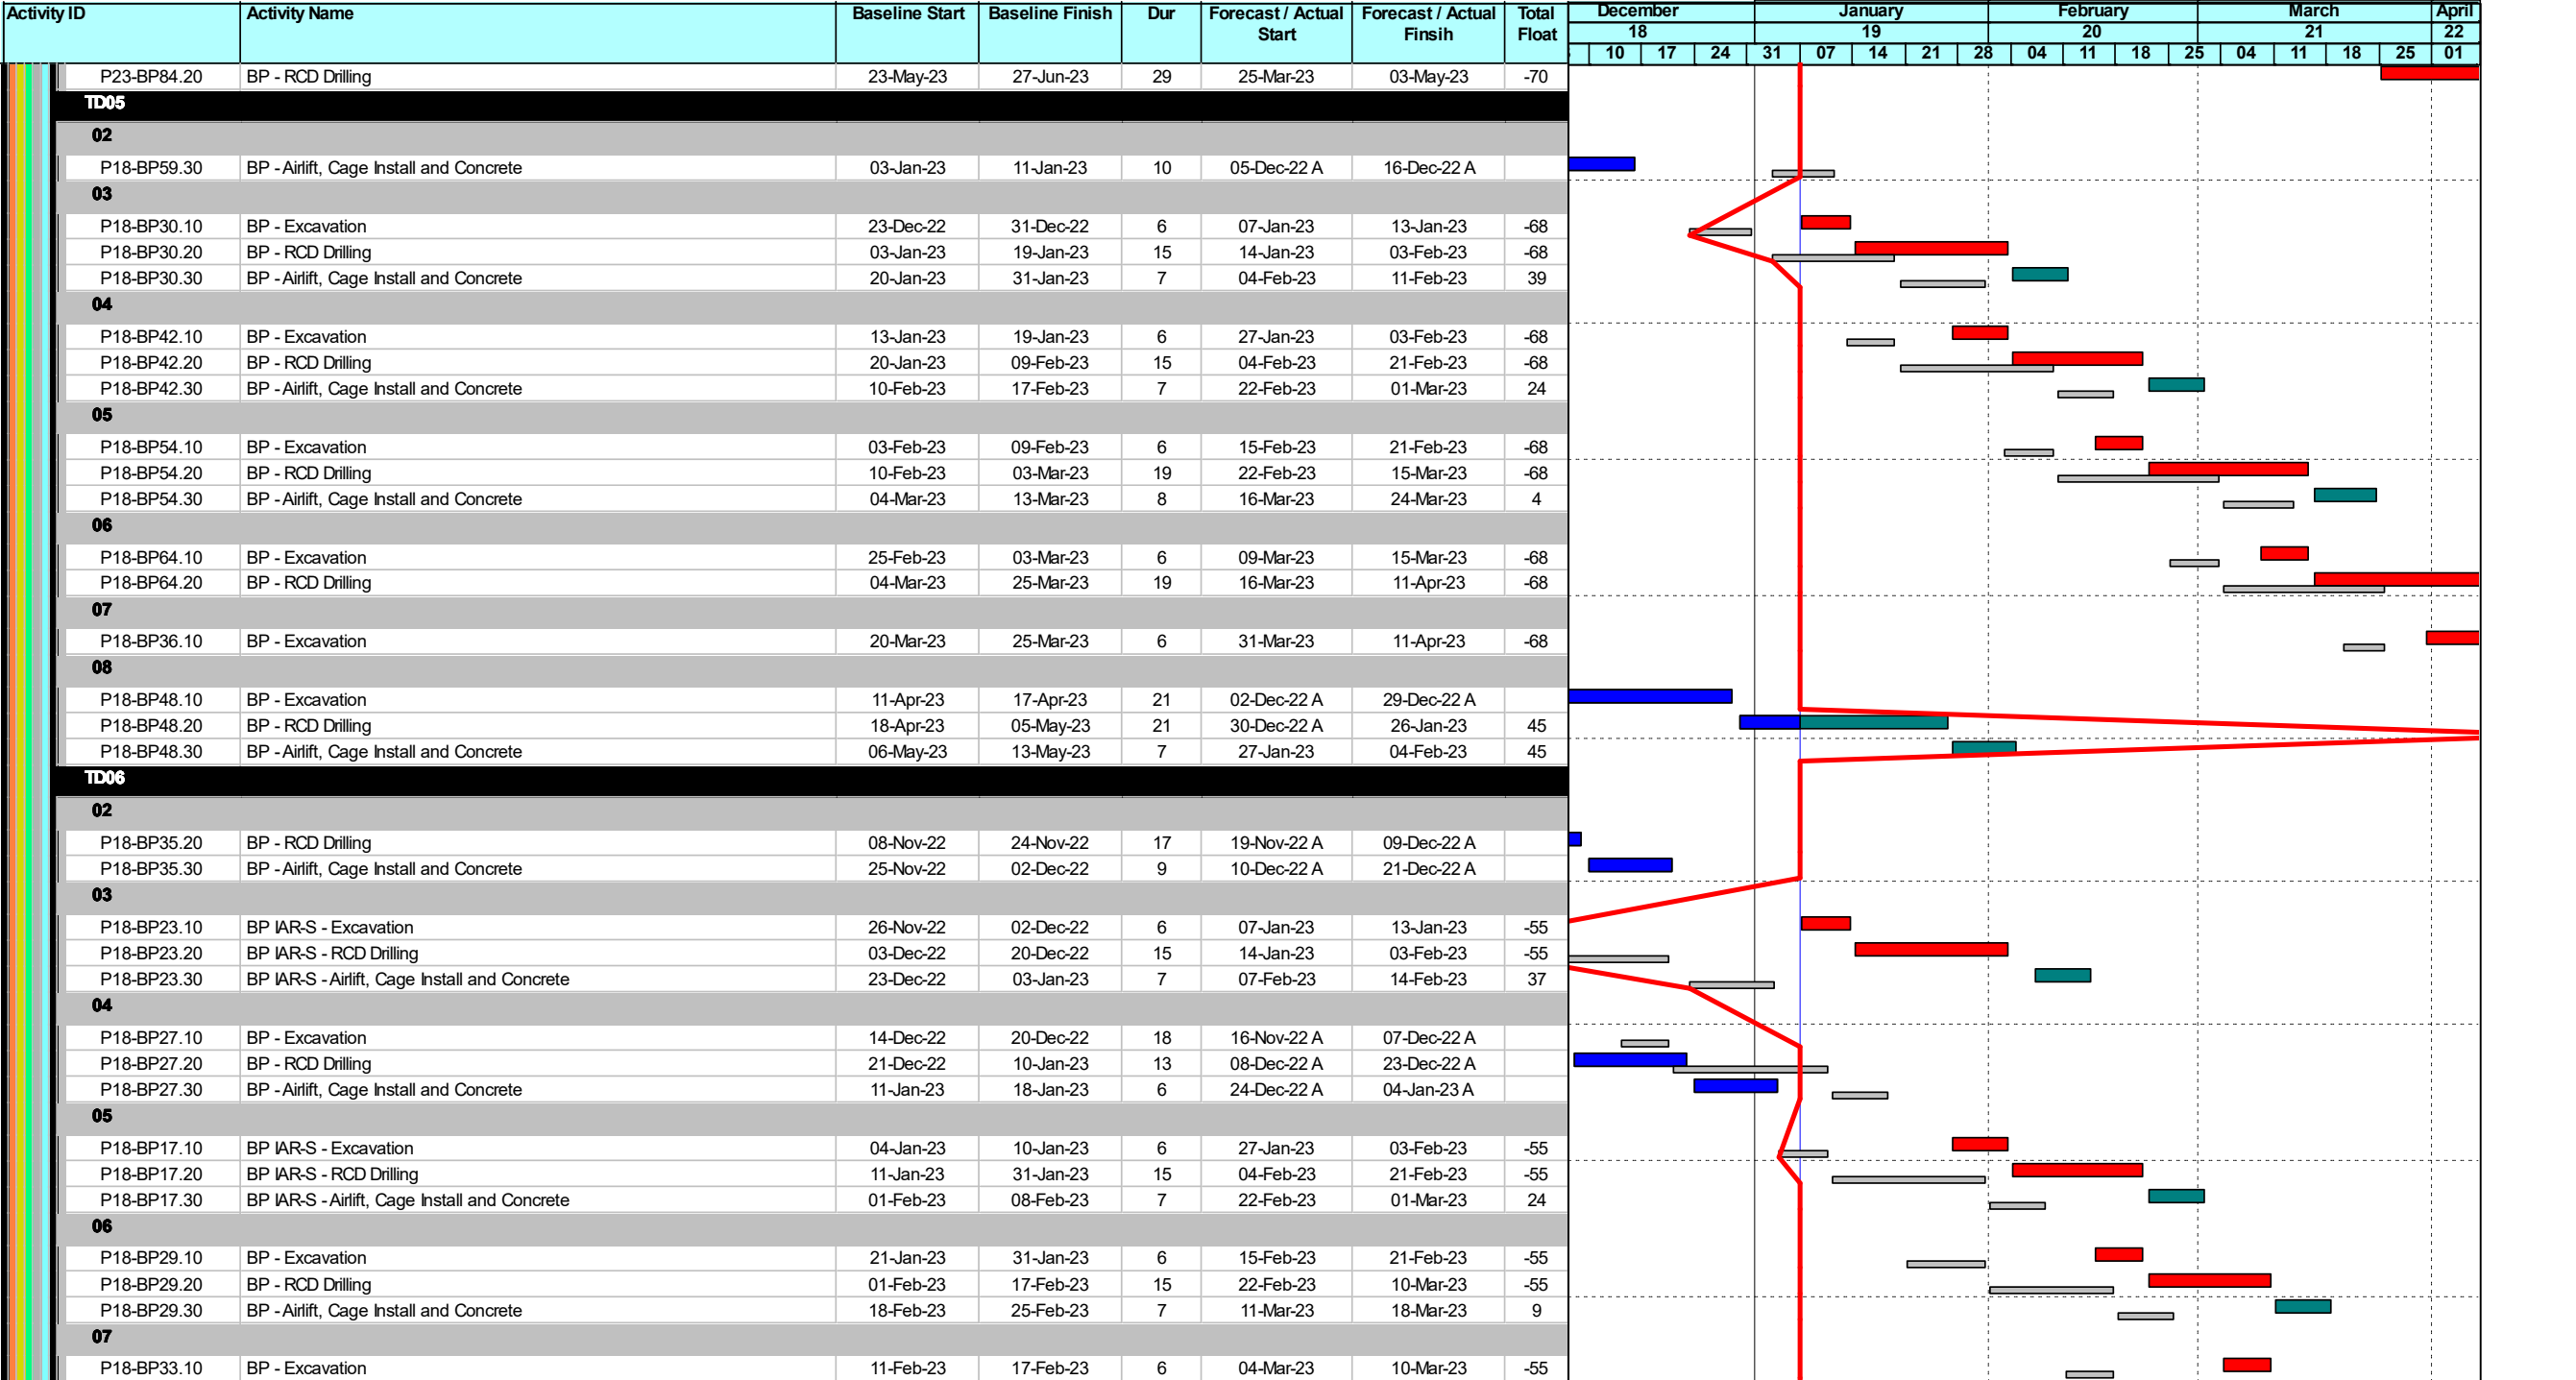 Activity ID Activity Name Baseline Start Baseline Finish Dur Forecast / Actual Start Forecast / Actual Finsih Total Float December January February March April
18 19 20 21 22
10 17 24 31 07 14 21 28 04 11 18 25 04 11 18 25 01
P23-BP84.20 BP - RCD Drilling 23-May-23 27-Jun-23 29 25-Mar-23 03-May-23 -70
TD05
02
P18-BP59.30 BP - Airlift, Cage Install and Concrete 03-Jan-23 11-Jan-23 10 05-Dec-22 A 16-Dec-22 A
03
P18-BP30.10 BP - Excavation 23-Dec-22 31-Dec-22 6 07-Jan-23 13-Jan-23 -68
P18-BP30.20 BP - RCD Drilling 03-Jan-23 19-Jan-23 15 14-Jan-23 03-Feb-23 -68
P18-BP30.30 BP - Airlift, Cage Install and Concrete 20-Jan-23 31-Jan-23 7 04-Feb-23 11-Feb-23 39
04
P18-BP42.10 BP - Excavation 13-Jan-23 19-Jan-23 6 27-Jan-23 03-Feb-23 -68
P18-BP42.20 BP - RCD Drilling 20-Jan-23 09-Feb-23 15 04-Feb-23 21-Feb-23 -68
P18-BP42.30 BP - Airlift, Cage Install and Concrete 10-Feb-23 17-Feb-23 7 22-Feb-23 01-Mar-23 24
05
P18-BP54.10 BP - Excavation 03-Feb-23 09-Feb-23 6 15-Feb-23 21-Feb-23 -68
P18-BP54.20 BP - RCD Drilling 10-Feb-23 03-Mar-23 19 22-Feb-23 15-Mar-23 -68
P18-BP54.30 BP - Airlift, Cage Install and Concrete 04-Mar-23 13-Mar-23 8 16-Mar-23 24-Mar-23 4
06
P18-BP64.10 BP - Excavation 25-Feb-23 03-Mar-23 6 09-Mar-23 15-Mar-23 -68
P18-BP64.20 BP - RCD Drilling 04-Mar-23 25-Mar-23 19 16-Mar-23 11-Apr-23 -68
07
P18-BP36.10 BP - Excavation 20-Mar-23 25-Mar-23 6 31-Mar-23 11-Apr-23 -68
08
P18-BP48.10 BP - Excavation 11-Apr-23 17-Apr-23 21 02-Dec-22 A 29-Dec-22 A
P18-BP48.20 BP - RCD Drilling 18-Apr-23 05-May-23 21 30-Dec-22 A 26-Jan-23 45
P18-BP48.30 BP - Airlift, Cage Install and Concrete 06-May-23 13-May-23 7 27-Jan-23 04-Feb-23 45
TD06
02
P18-BP35.20 BP - RCD Drilling 08-Nov-22 24-Nov-22 17 19-Nov-22 A 09-Dec-22 A
P18-BP35.30 BP - Airlift, Cage Install and Concrete 25-Nov-22 02-Dec-22 9 10-Dec-22 A 21-Dec-22 A
03
P18-BP23.10 BP IAR-S - Excavation 26-Nov-22 02-Dec-22 6 07-Jan-23 13-Jan-23 -55
P18-BP23.20 BP IAR-S - RCD Drilling 03-Dec-22 20-Dec-22 15 14-Jan-23 03-Feb-23 -55
P18-BP23.30 BP IAR-S - Airlift, Cage Install and Concrete 23-Dec-22 03-Jan-23 7 07-Feb-23 14-Feb-23 37
04
P18-BP27.10 BP - Excavation 14-Dec-22 20-Dec-22 18 16-Nov-22 A 07-Dec-22 A
P18-BP27.20 BP - RCD Drilling 21-Dec-22 10-Jan-23 13 08-Dec-22 A 23-Dec-22 A
P18-BP27.30 BP - Airlift, Cage Install and Concrete 11-Jan-23 18-Jan-23 6 24-Dec-22 A 04-Jan-23 A
05
P18-BP17.10 BP IAR-S - Excavation 04-Jan-23 10-Jan-23 6 27-Jan-23 03-Feb-23 -55
P18-BP17.20 BP IAR-S - RCD Drilling 11-Jan-23 31-Jan-23 15 04-Feb-23 21-Feb-23 -55
P18-BP17.30 BP IAR-S - Airlift, Cage Install and Concrete 01-Feb-23 08-Feb-23 7 22-Feb-23 01-Mar-23 24
06
P18-BP29.10 BP - Excavation 21-Jan-23 31-Jan-23 6 15-Feb-23 21-Feb-23 -55
P18-BP29.20 BP - RCD Drilling 01-Feb-23 17-Feb-23 15 22-Feb-23 10-Mar-23 -55
P18-BP29.30 BP - Airlift, Cage Install and Concrete 18-Feb-23 25-Feb-23 7 11-Mar-23 18-Mar-23 9
07
P18-BP33.10 BP - Excavation 11-Feb-23 17-Feb-23 6 04-Mar-23 10-Mar-23 -55